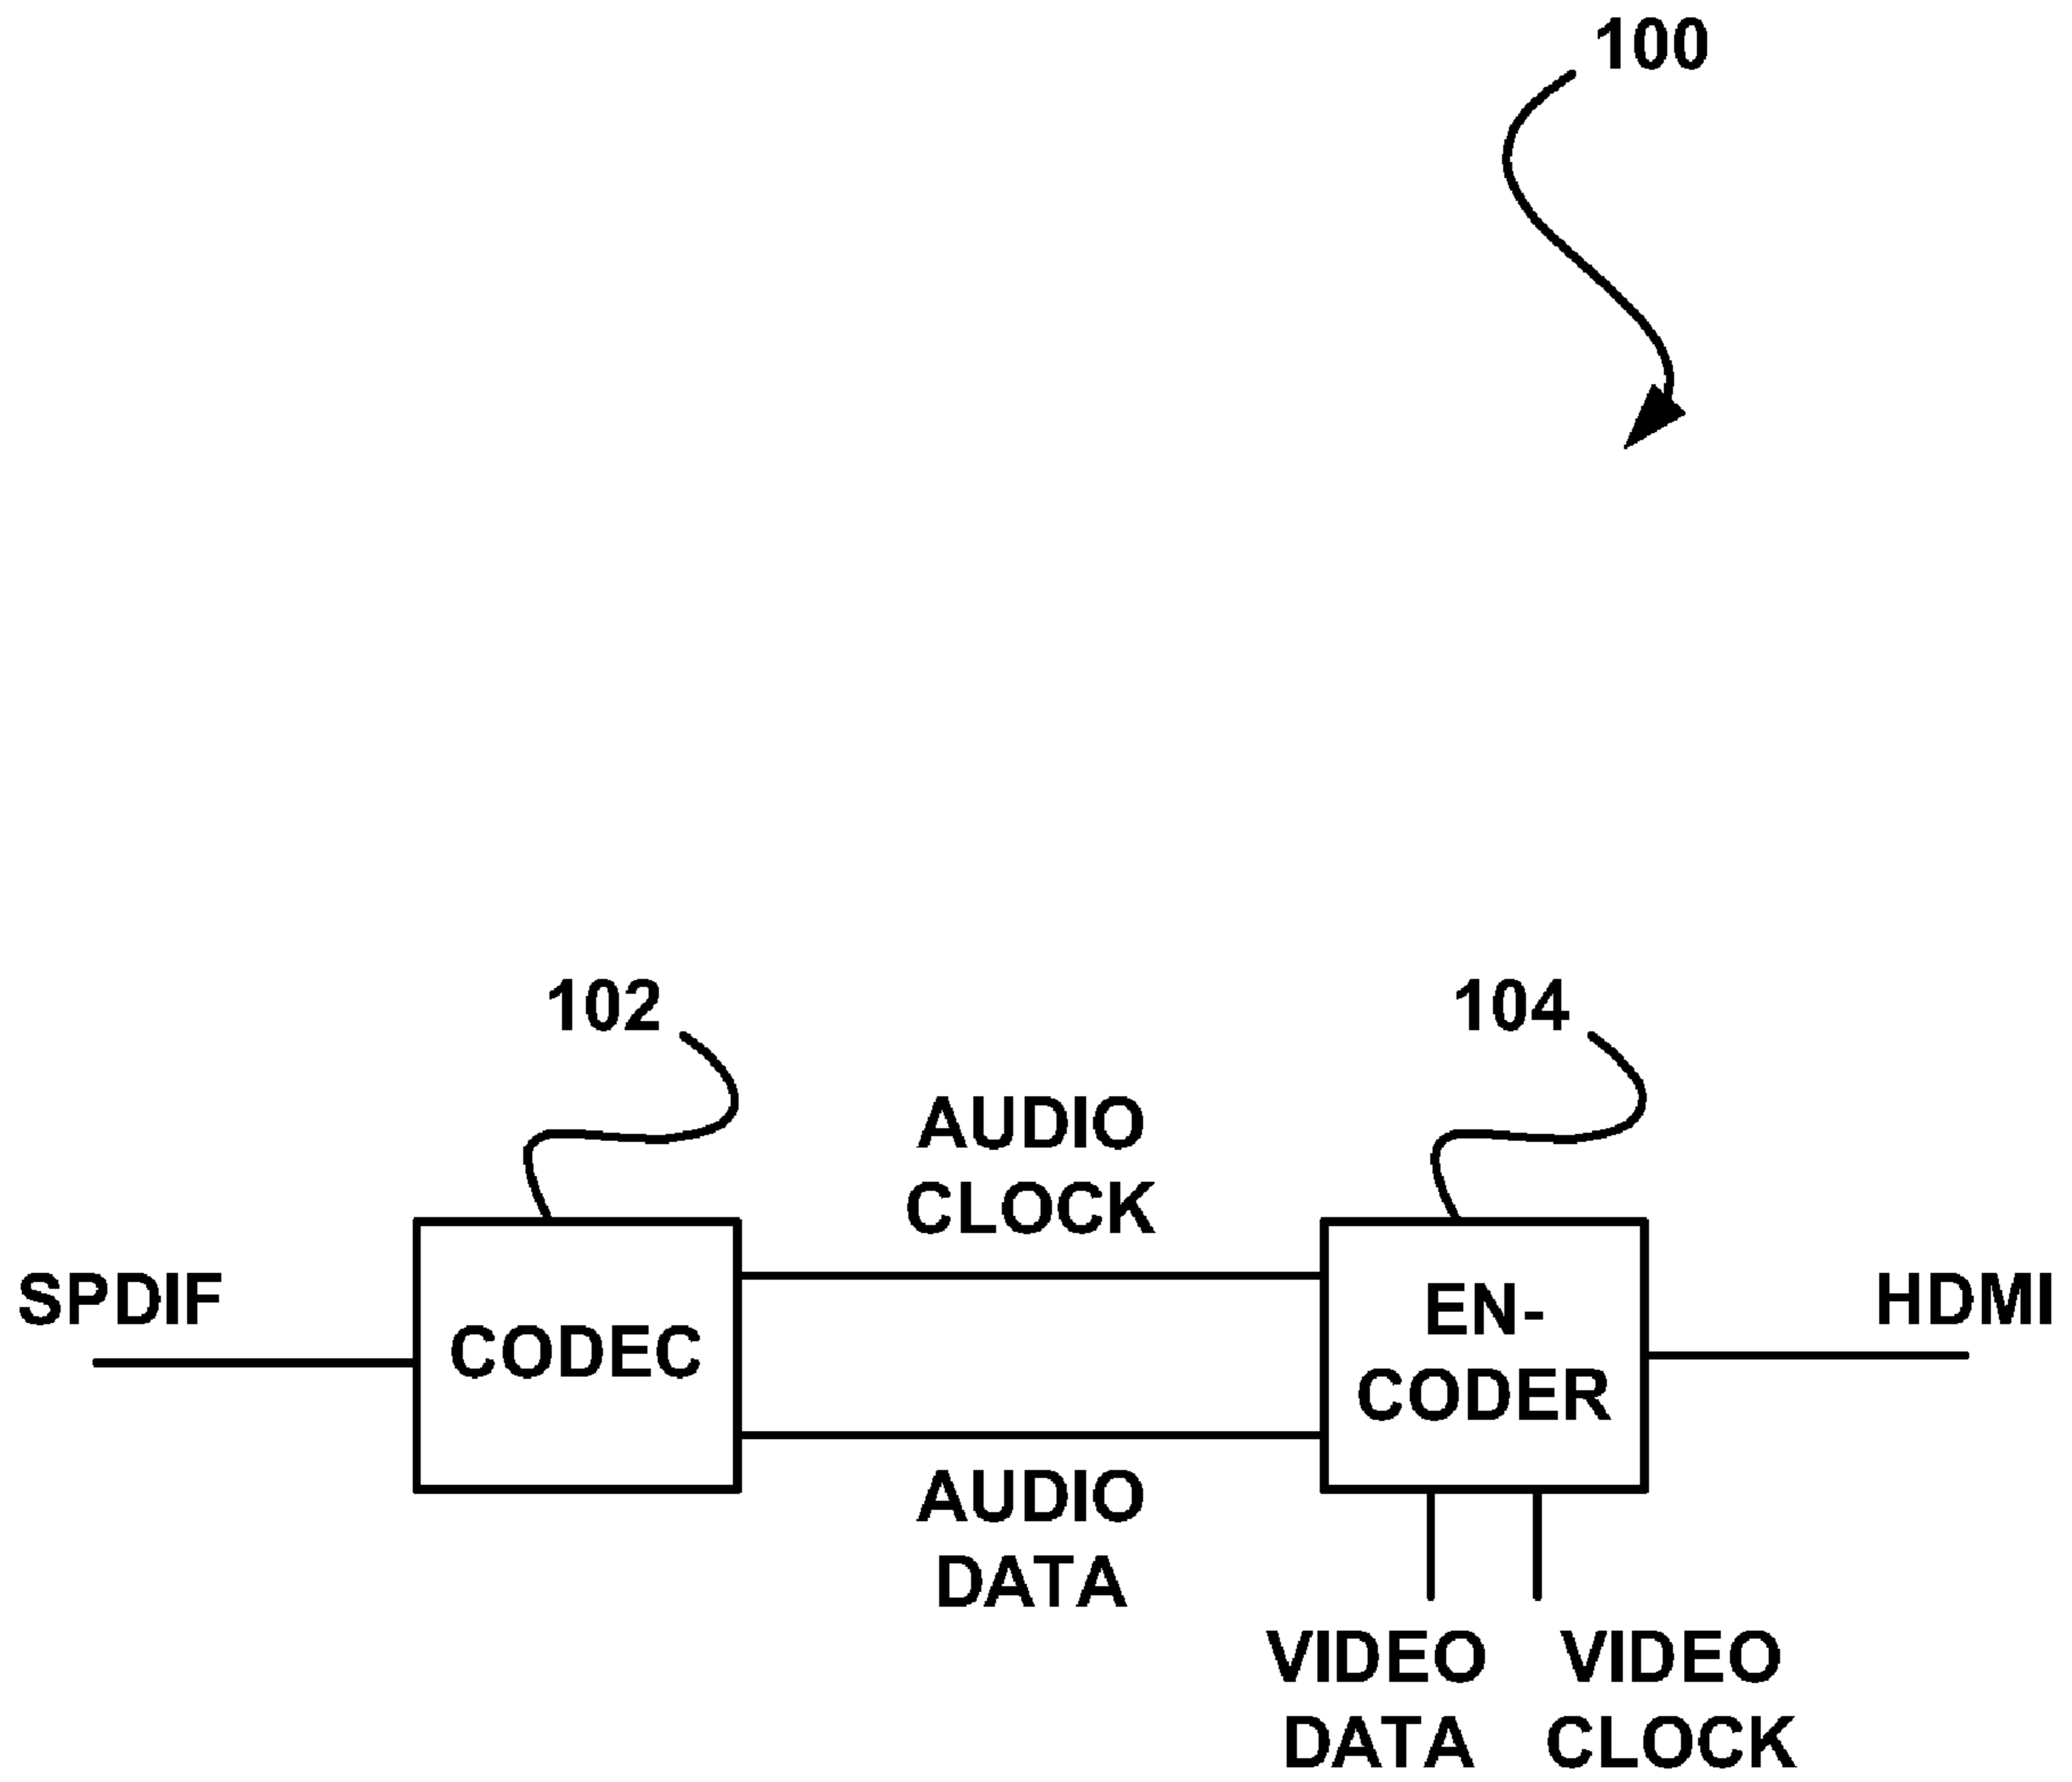 100
102
104
AUDIO
CLOCK
SPDIF
CODEC
EN-
CODER
HDMI
AUDIO
DATA
VIDEO
DATA
VIDEO
CLOCK